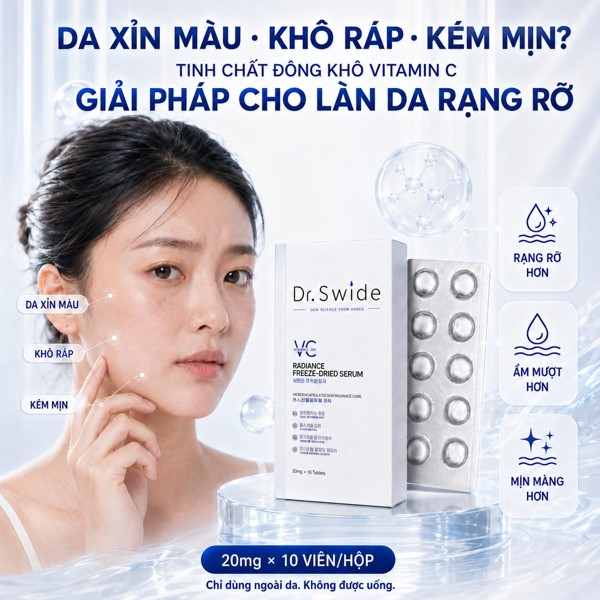 DA XỈN MÀU · KHÔ RÁP · KÉM MỊN?
TINH CHẤT ĐÔNG KHÔ VITAMIN C
GIẢI PHÁP CHO LÀN DA RẠNG RỠ
DA XỈN MÀU
KHÔ RÁP
KÉM MỊN
Dr.Swide
SKIN SCIENCE FROM KOREA
VC
RADIANCE
FREEZE-DRIED SERUM
20mg × 10 Tablets
RẠNG RỠ
HƠN
ẨM MƯỢT
HƠN
MỊN MÀNG
HƠN
20mg × 10 VIÊN/HỘP
Chỉ dùng ngoài da. Không được uống.